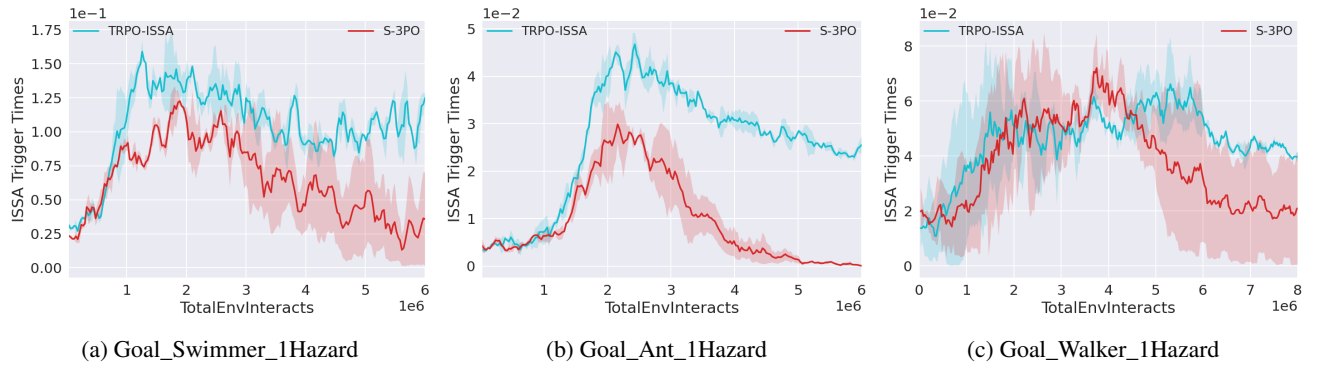 1e−1
TRPO-ISSA
S-3PO
1.75
1.50
1.25
1.00
0.75
0.50
0.25
0.00
ISSA Trigger Times
1 2 3 4 5 6
1e6
TotalEnvInteracts
(a) Goal_Swimmer_1Hazard
1e−2
TRPO-ISSA
S-3PO
5
4
3
2
1
0
ISSA Trigger Times
1 2 3 4 5 6
1e6
TotalEnvInteracts
(b) Goal_Ant_1Hazard
1e−2
TRPO-ISSA
S-3PO
8
6
4
2
0
ISSA Trigger Times
0 1 2 3 4 5 6 7 8
1e6
TotalEnvInteracts
(c) Goal_Walker_1Hazard